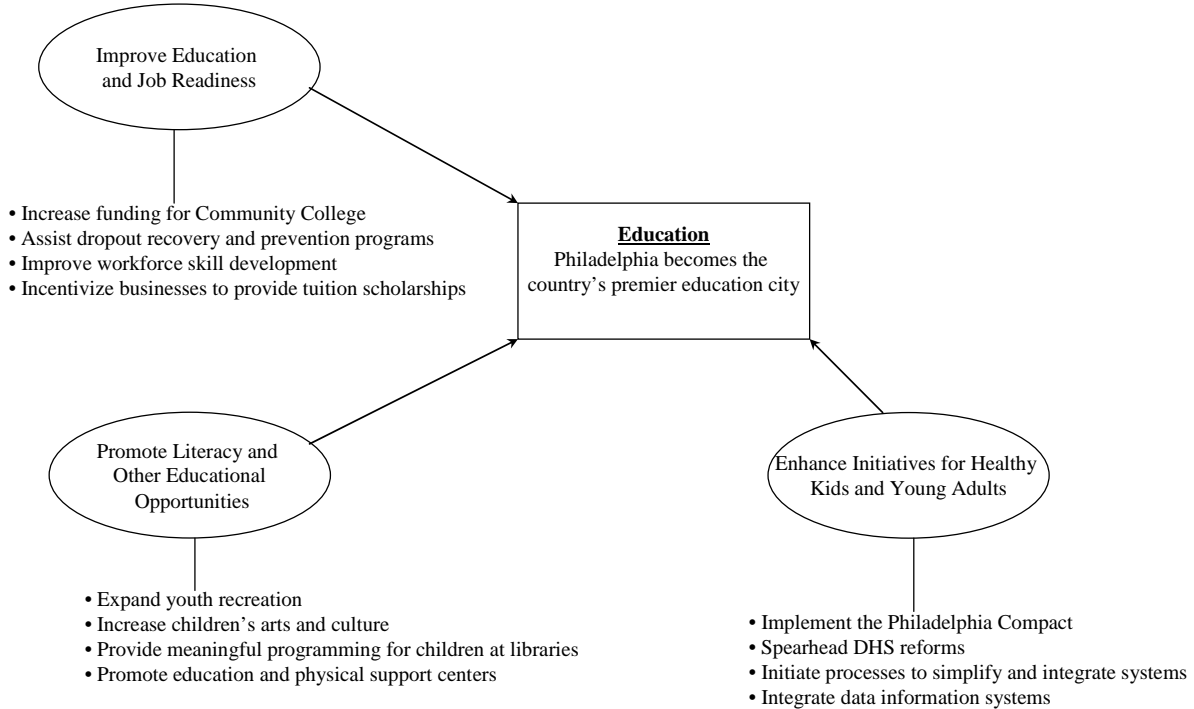 Improve Education
and Job Readiness
• Increase funding for Community College
• Assist dropout recovery and prevention programs
• Improve workforce skill development
• Incentivize businesses to provide tuition scholarships
Education
Philadelphia becomes the
country’s premier education city
Promote Literacy and
Other Educational
Opportunities
• Expand youth recreation
• Increase children’s arts and culture
• Provide meaningful programming for children at libraries
• Promote education and physical support centers
Enhance Initiatives for Healthy
Kids and Young Adults
• Implement the Philadelphia Compact
• Spearhead DHS reforms
• Initiate processes to simplify and integrate systems
• Integrate data information systems